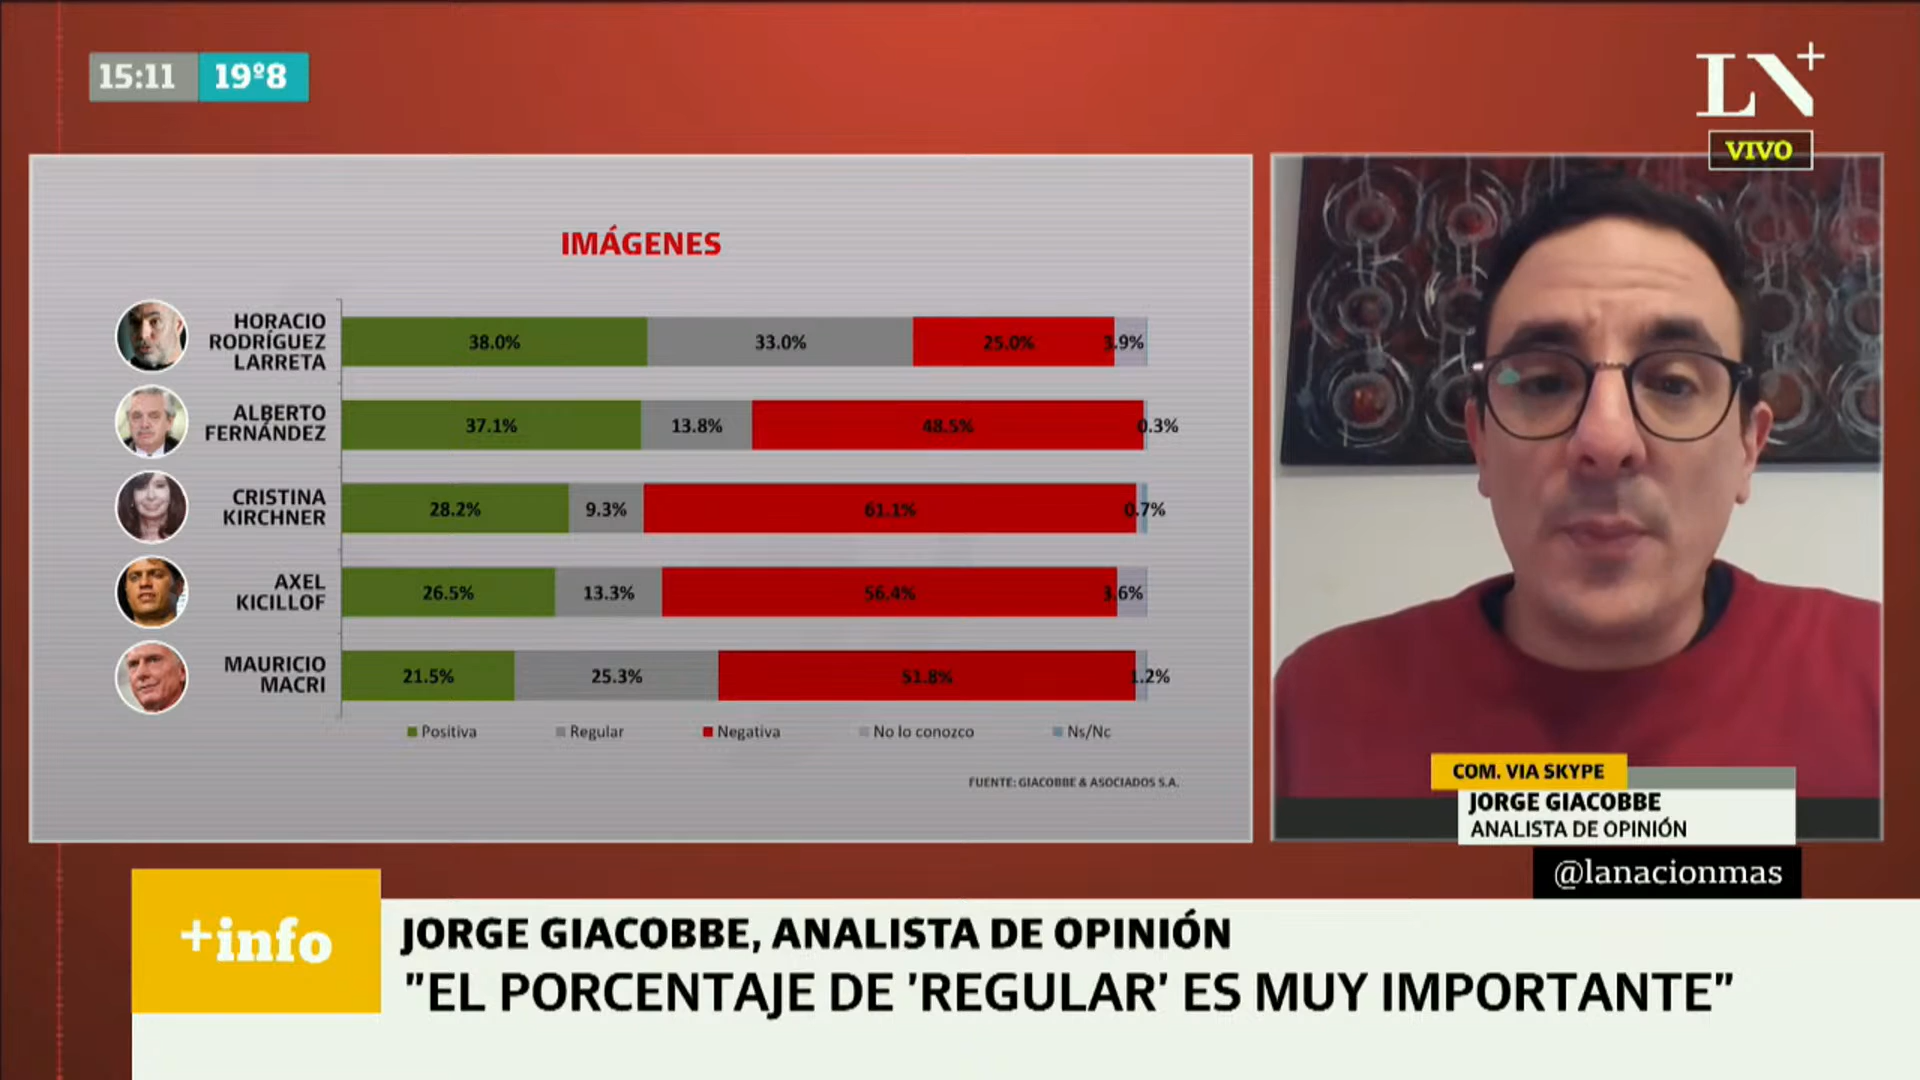 15:11 19º8
LN+
VIVO
IMÁGENES
HORACIO
RODRÍGUEZ
LARRETA
38.0% 33.0% 25.0% 3.9%
ALBERTO
FERNÁNDEZ
37.1% 13.8% 48.5% 0.3%
CRISTINA
KIRCHNER
28.2% 9.3% 61.1% 0.7%
AXEL
KICILLOF
26.5% 13.3% 56.4% 3.6%
MAURICIO
MACRI
21.5% 25.3% 51.8% 1.2%
Positiva Regular Negativa No lo conozco Ns/Nc
FUENTE: GIACOBBE & ASOCIADOS S.A.
COM. VIA SKYPE
JORGE GIACOBBE
ANALISTA DE OPINIÓN
@lanacionmas
+info
JORGE GIACOBBE, ANALISTA DE OPINIÓN
"EL PORCENTAJE DE 'REGULAR' ES MUY IMPORTANTE"